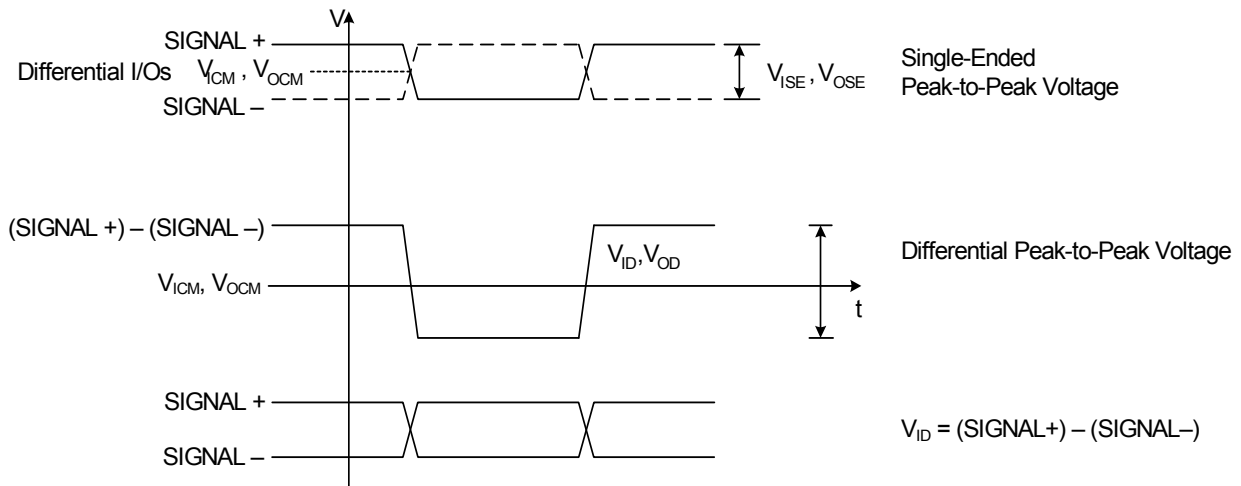 V
SIGNAL +
Differential I/Os V_ICM , V_OCM
SIGNAL –
V_ISE , V_OSE
Single-Ended
Peak-to-Peak Voltage
(SIGNAL +) – (SIGNAL –)
V_ID, V_OD
Differential Peak-to-Peak Voltage
V_ICM, V_OCM
t
SIGNAL +
SIGNAL –
V_ID = (SIGNAL+) – (SIGNAL–)